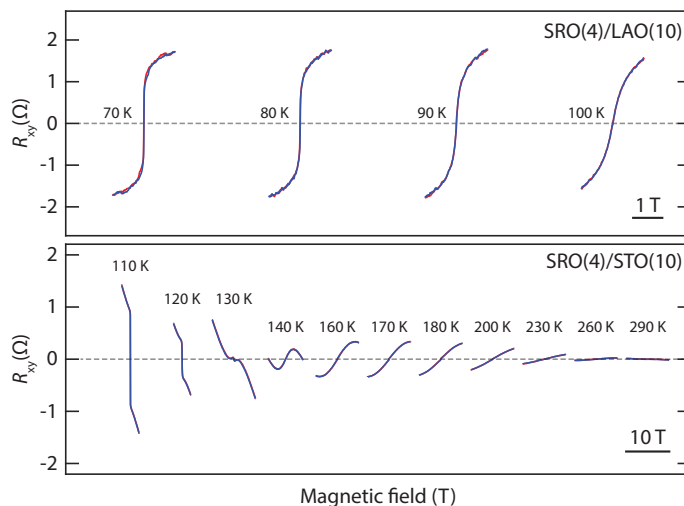 2
SRO(4)/LAO(10)
1
70 K
80 K
90 K
100 K
0
Rxy(Ω)
-1
-2
1 T
2
SRO(4)/STO(10)
110 K
120 K
130 K
1
140 K
160 K
170 K
180 K
200 K
230 K
260 K
290 K
0
Rxy(Ω)
-1
10 T
-2
Magnetic field (T)